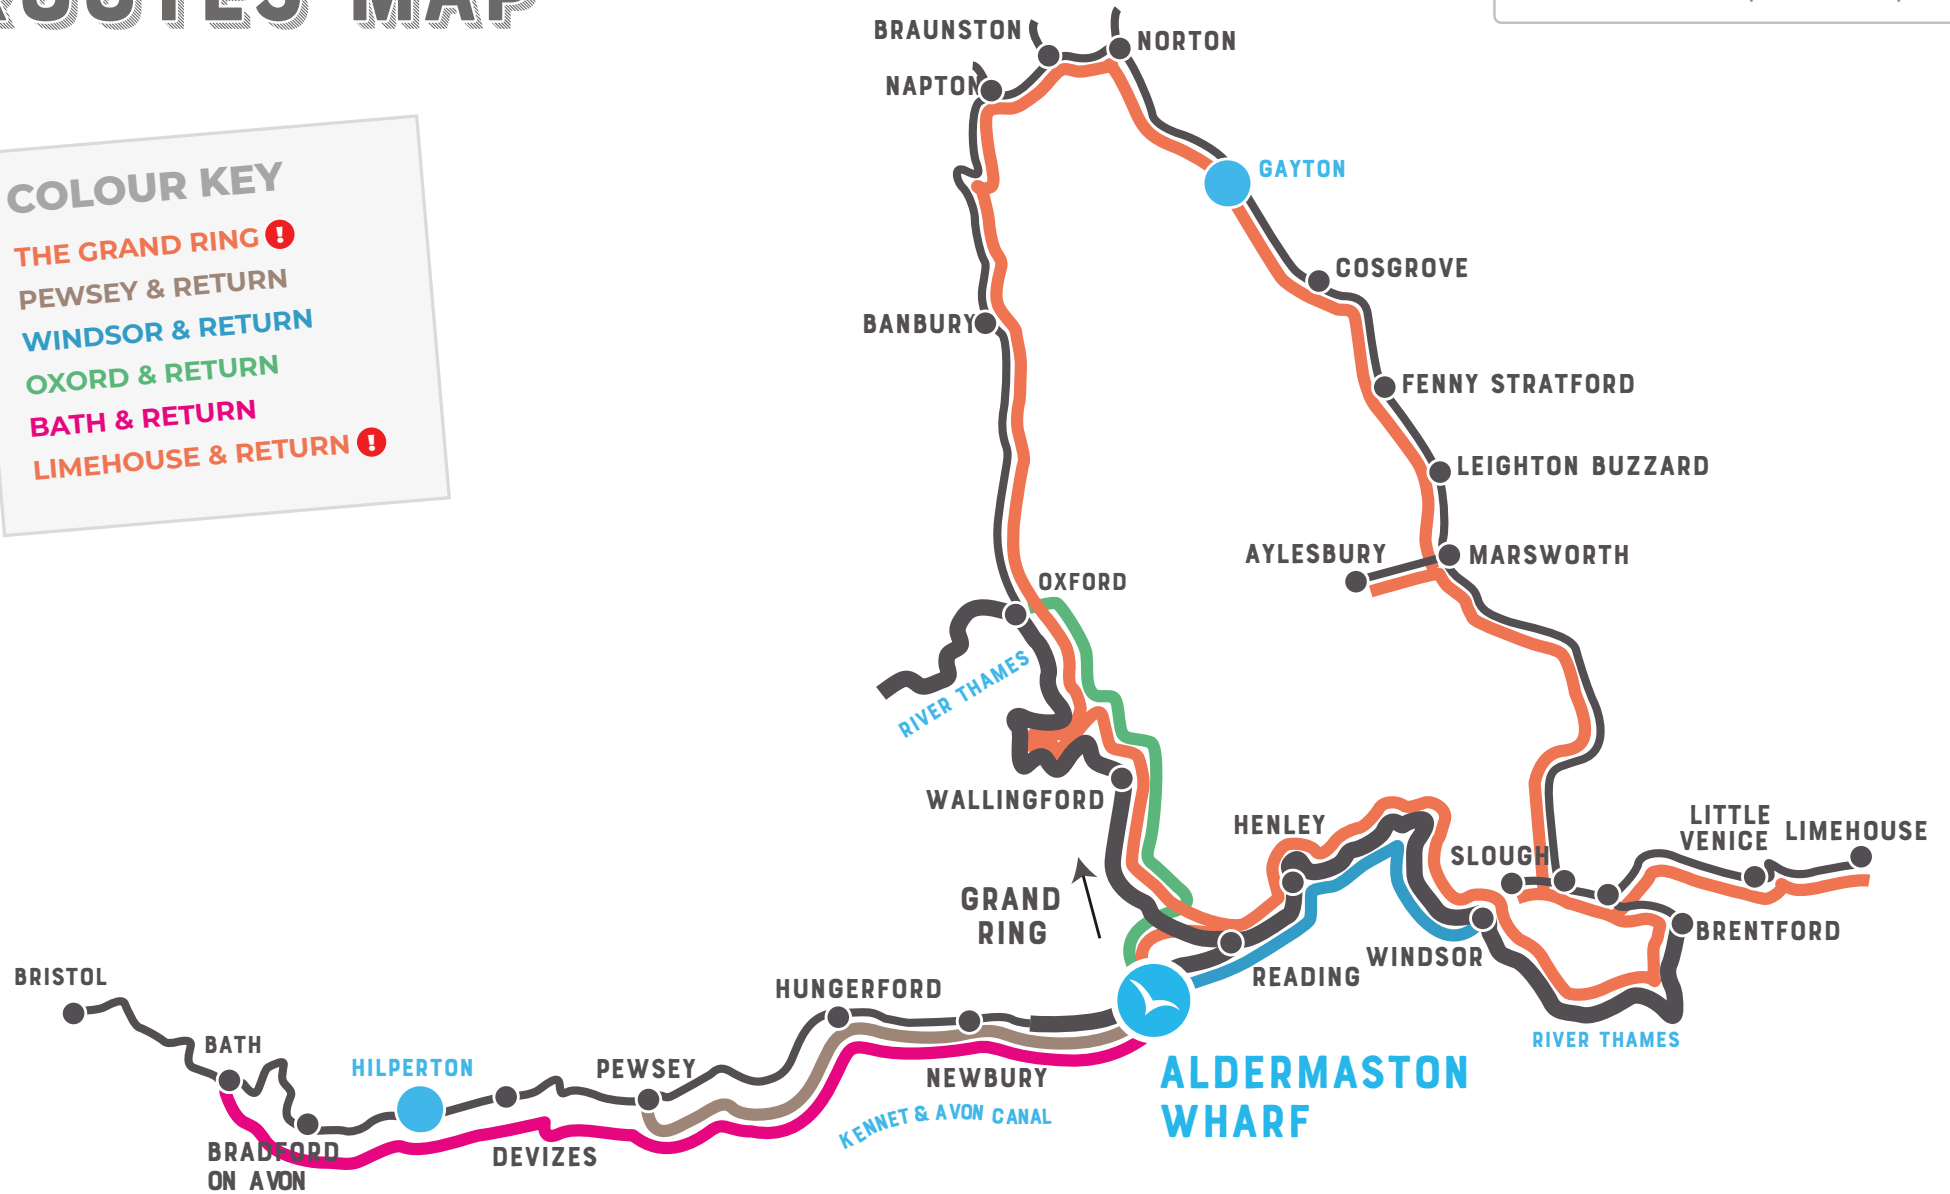 ROUTES MAP
COLOUR KEY
THE GRAND RING !
PEWSEY & RETURN
WINDSOR & RETURN
OXORD & RETURN
BATH & RETURN
LIMEHOUSE & RETURN !
BRAUNSTON
NORTON
NAPTON
GAYTON
COSGROVE
BANBURY
FENNY STRATFORD
LEIGHTON BUZZARD
AYLESBURY
MARSWORTH
OXFORD
RIVER THAMES
WALLINGFORD
HENLEY
SLOUGH
LITTLE
VENICE
LIMEHOUSE
GRAND
RING
BRENTFORD
WINDSOR
READING
RIVER THAMES
BRISTOL
BATH
HILPERTON
PEWSEY
HUNGERFORD
NEWBURY
KENNET & AVON CANAL
ALDERMASTON
WHARF
BRADFORD
ON AVON
DEVIZES